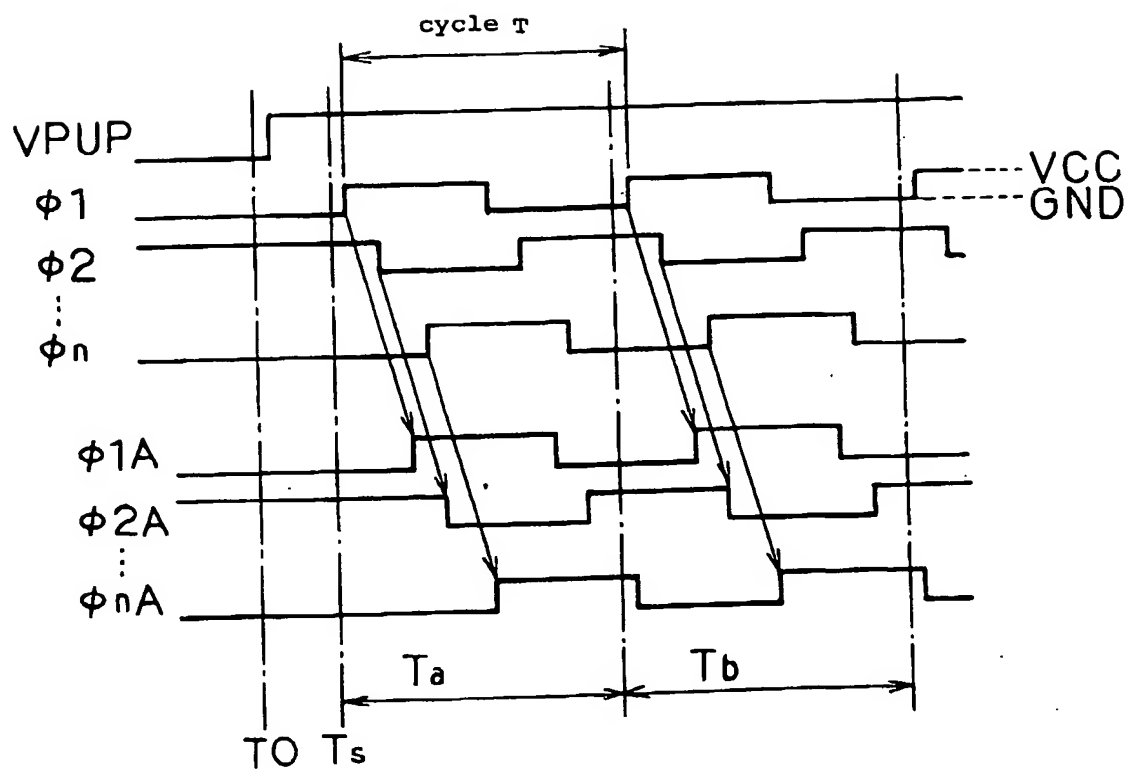 cycle T
VPUP
VCC
φ1
GND
φ2
φn
φ1A
φ2A
φnA
Ta
Tb
TO Ts